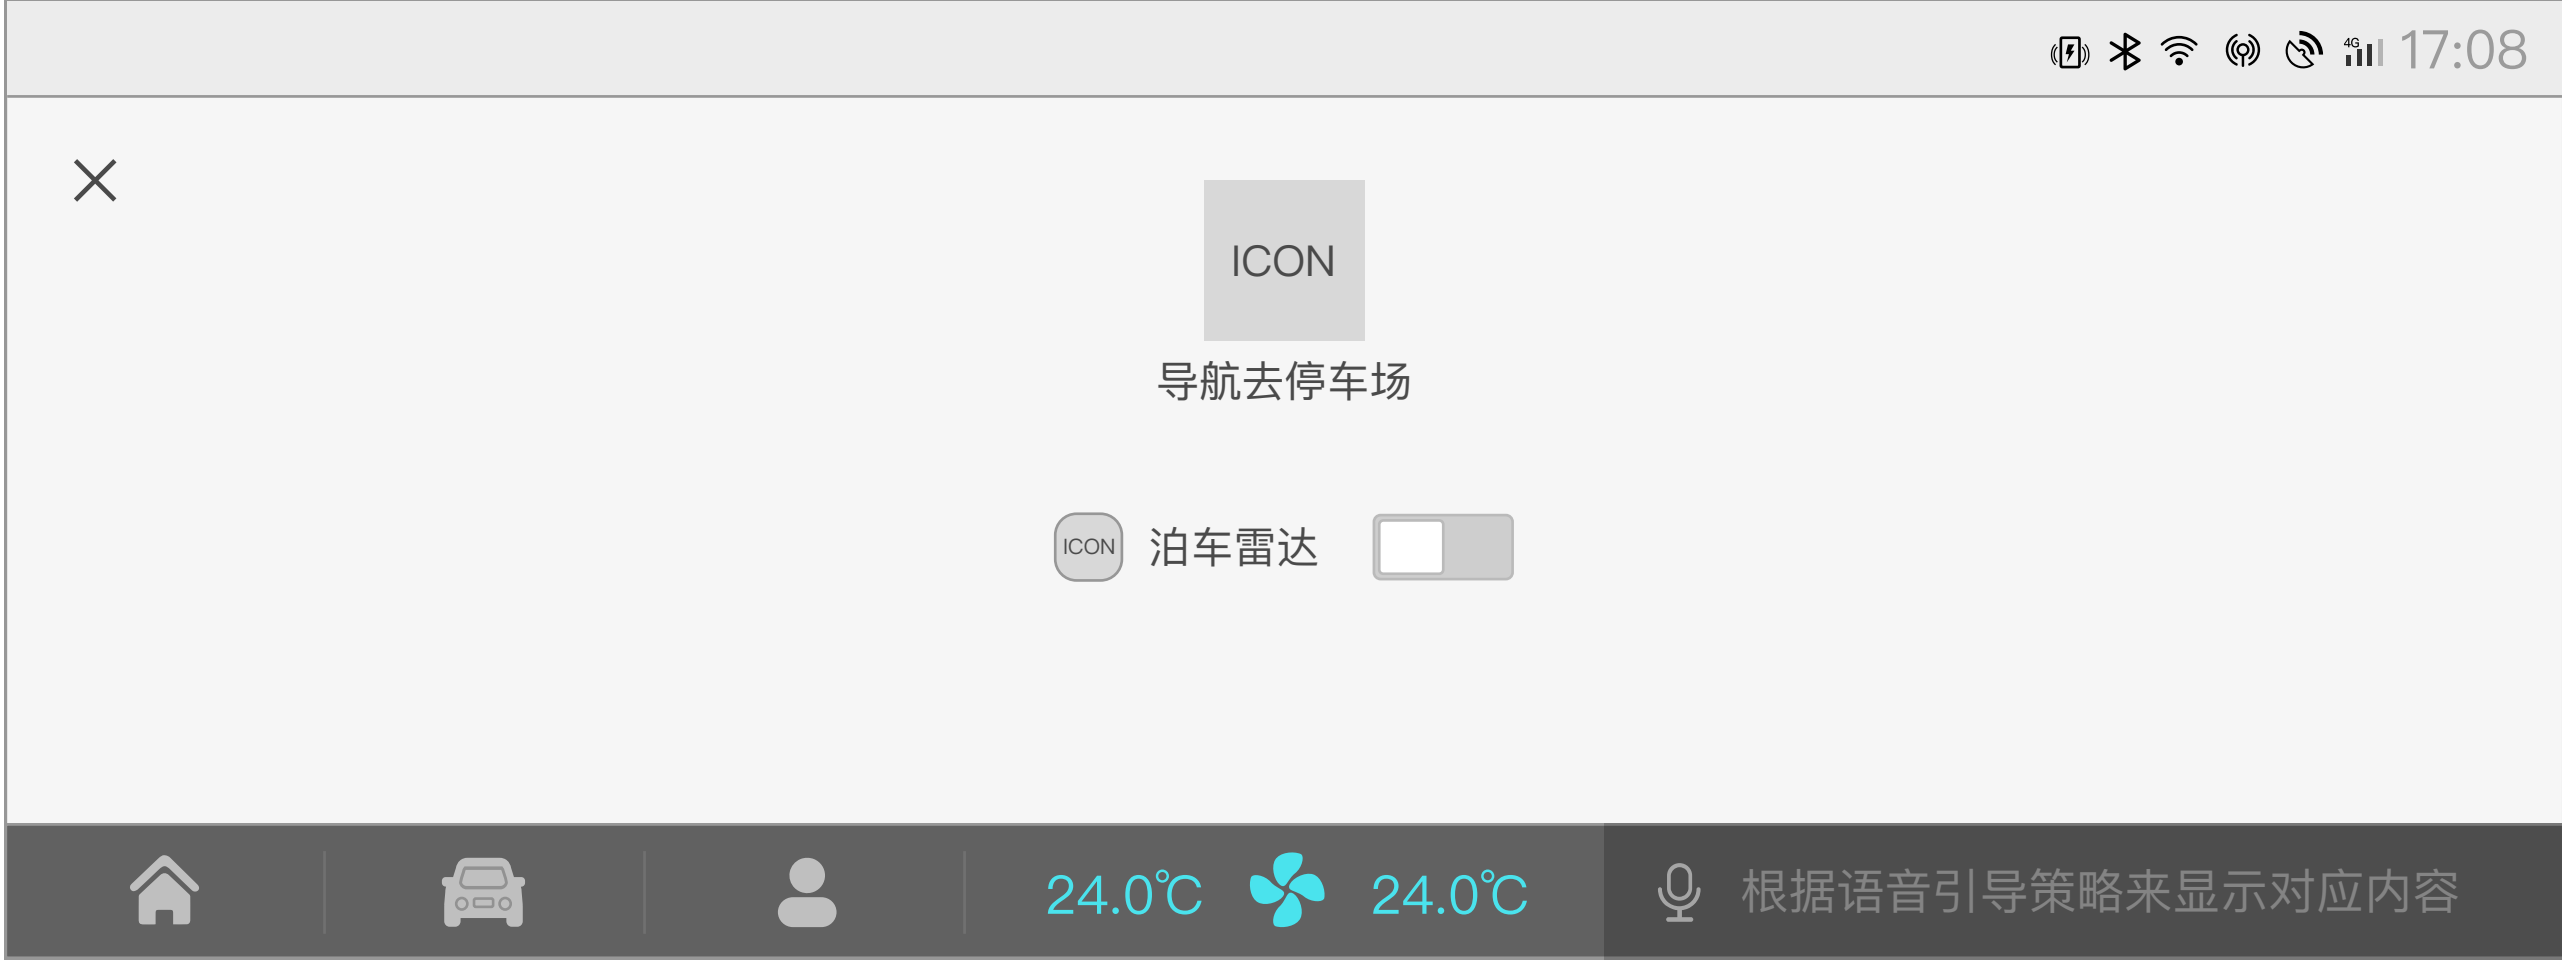 4G 17:08
ICON
导航去停车场
ICON 泊车雷达
24.0℃ 24.0℃ 根据语音引导策略来显示对应内容